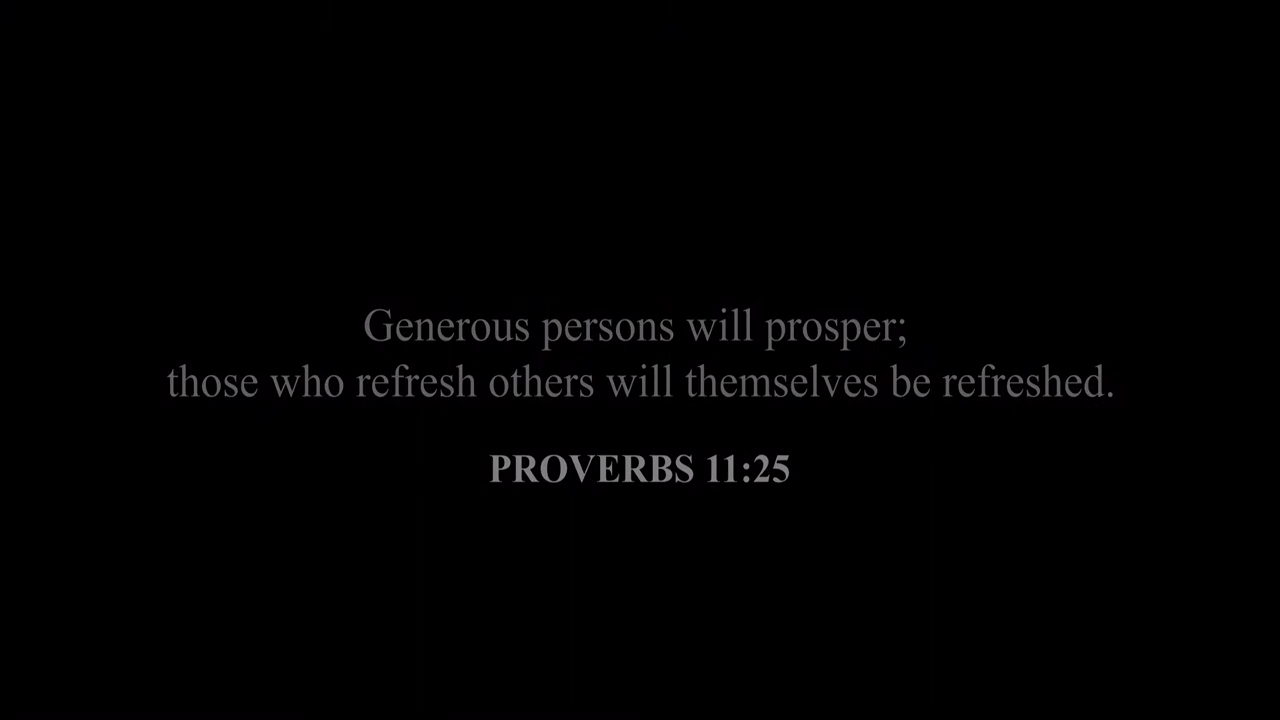 Generous persons will prosper;
those who refresh others will themselves be refreshed.
PROVERBS 11:25